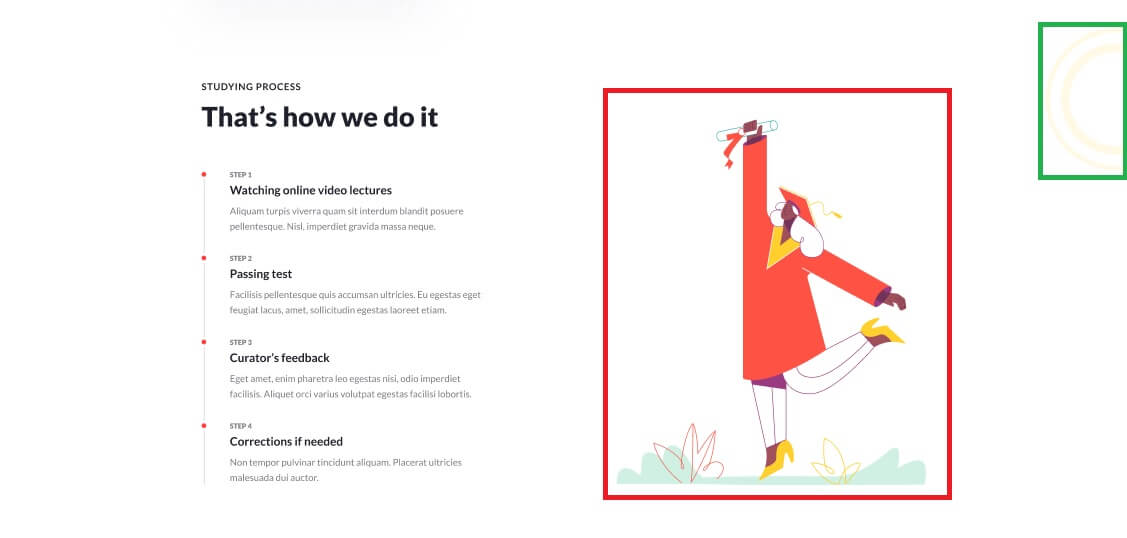 STUDYING PROCESS
That’s how we do it
STEP 1
Watching online video lectures
Aliquam turpis viverra quam sit interdum blandit posuere
pellentesque. Nisl, imperdiet gravida massa neque.
STEP 2
Passing test
Facilisis pellentesque quis accumsan ultricies. Eu egestas eget
feugiat lacus, amet, sollicitudin egestas laoreet etiam.
STEP 3
Curator’s feedback
Eget amet, enim pharetra leo egestas nisi, odio imperdiet
facilisis. Aliquet orci varius volutpat egestas facilisi lobortis.
STEP 4
Corrections if needed
Non tempor pulvinar tincidunt aliquam. Placerat ultricies
malesuada dui auctor.